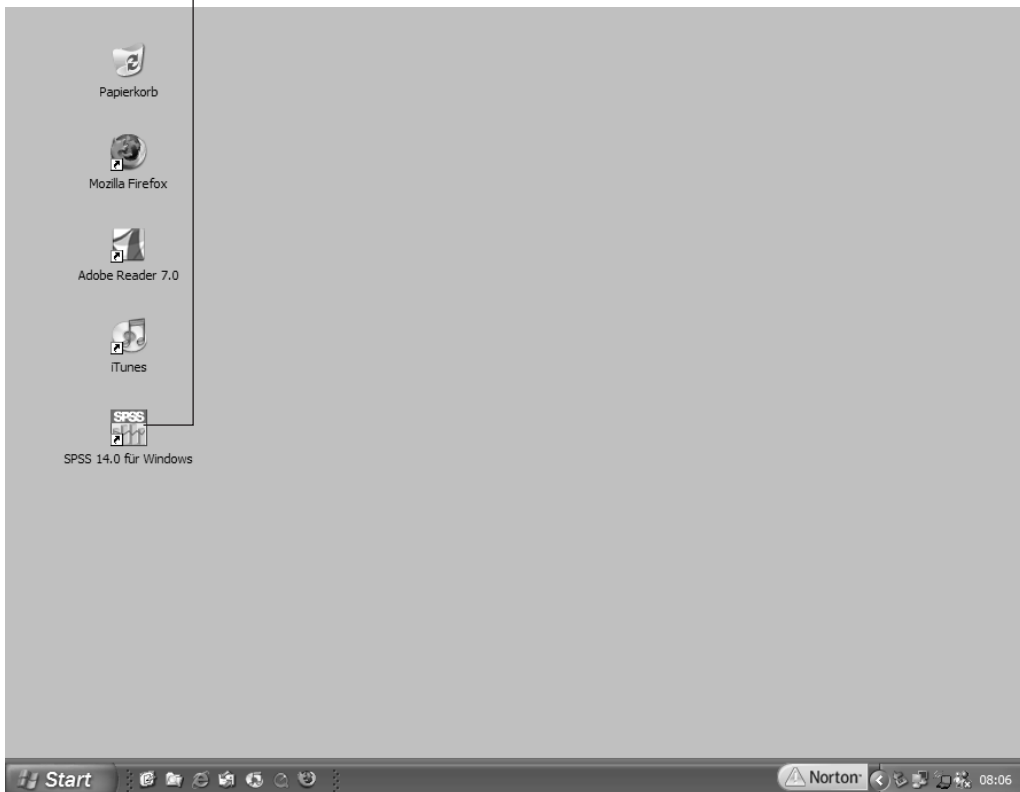 Papierkorb
Mozilla Firefox
Adobe Reader 7.0
iTunes
SPSS
SPSS 14.0 für Windows
Start
Norton
08:06